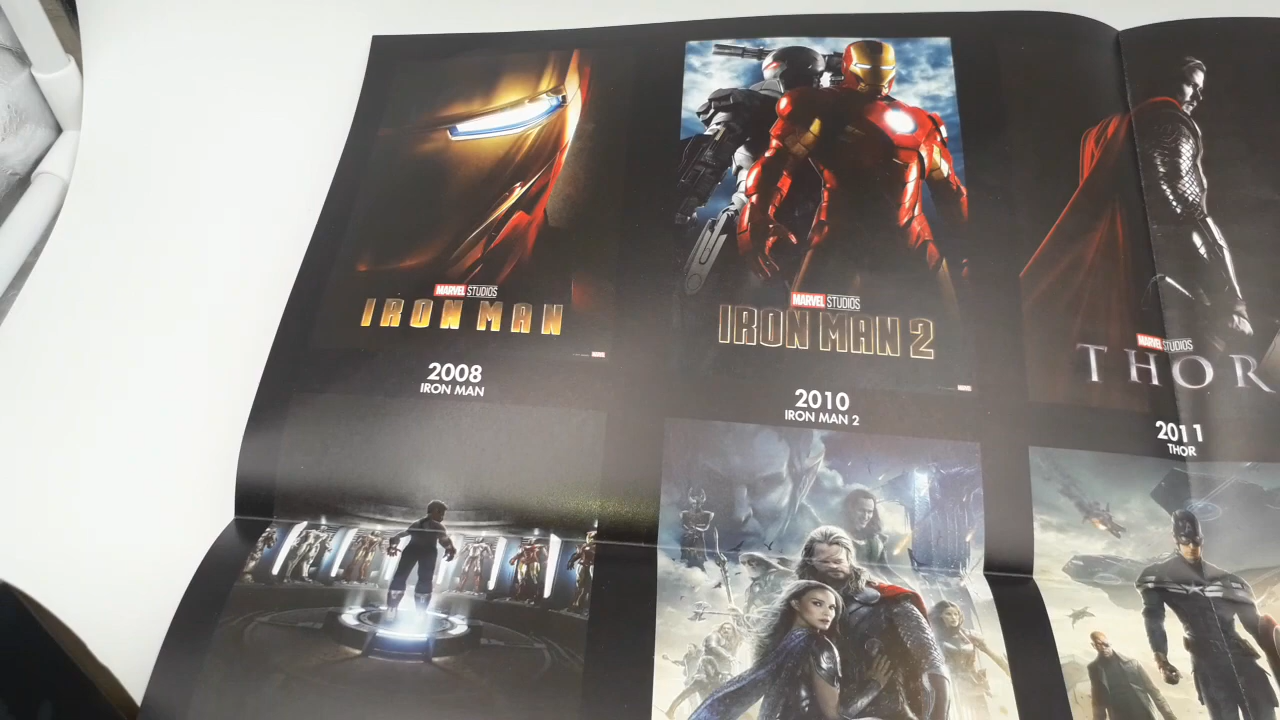 MARVEL STUDIOS
IRON MAN
2008
IRON MAN
MARVEL STUDIOS
IRON MAN 2
2010
IRON MAN 2
MARVEL STUDIOS
THOR
2011
THOR